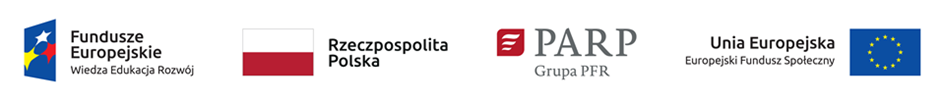 Fundusze
Europejskie
Wiedza Edukacja Rozwój
Rzeczpospolita
Polska
PARP
Grupa PFR
Unia Europejska
Europejski Fundusz Społeczny